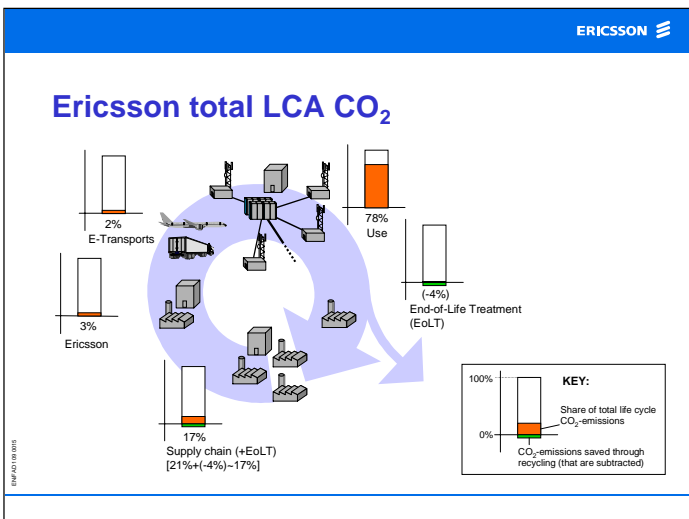 ERICSSON
Ericsson total LCA CO₂
2%
E-Transports
78%
Use
(-4%)
End-of-Life Treatment
(EoLT)
3%
Ericsson
17%
Supply chain (+EoLT)
[21%+(-4%)~17%]
100%
KEY:
Share of total life cycle
CO₂-emissions
0%
CO₂-emissions saved through
recycling (that are subtracted)